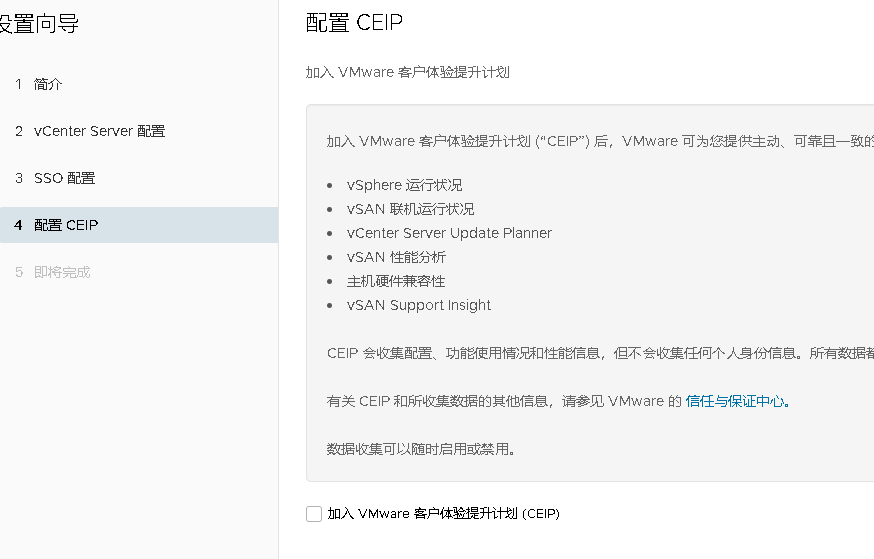 设置向导
1 简介
2 vCenter Server 配置
3 SSO 配置
4 配置 CEIP
5 即将完成
配置 CEIP
加入 VMware 客户体验提升计划
加入 VMware 客户体验提升计划 (“CEIP”) 后，VMware 可为您提供主动、可靠且一致的
• vSphere 运行状况
• vSAN 联机运行状况
• vCenter Server Update Planner
• vSAN 性能分析
• 主机硬件兼容性
• vSAN Support Insight
CEIP 会收集配置、功能使用情况和性能信息，但不会收集任何个人身份信息。所有数据都
有关 CEIP 和所收集数据的其他信息，请参见 VMware 的 信任与保证中心。
数据收集可以随时启用或禁用。
加入 VMware 客户体验提升计划 (CEIP)